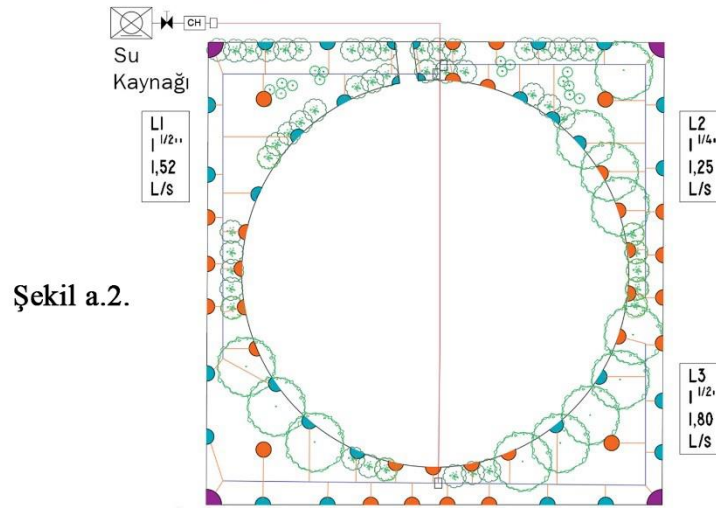 CH
Su
Kaynağı
L1
1 1/2''
1,52
L/s
L2
1 1/4''
1,25
L/s
Şekil a.2.
L3
1 1/2''
1,80
L/s